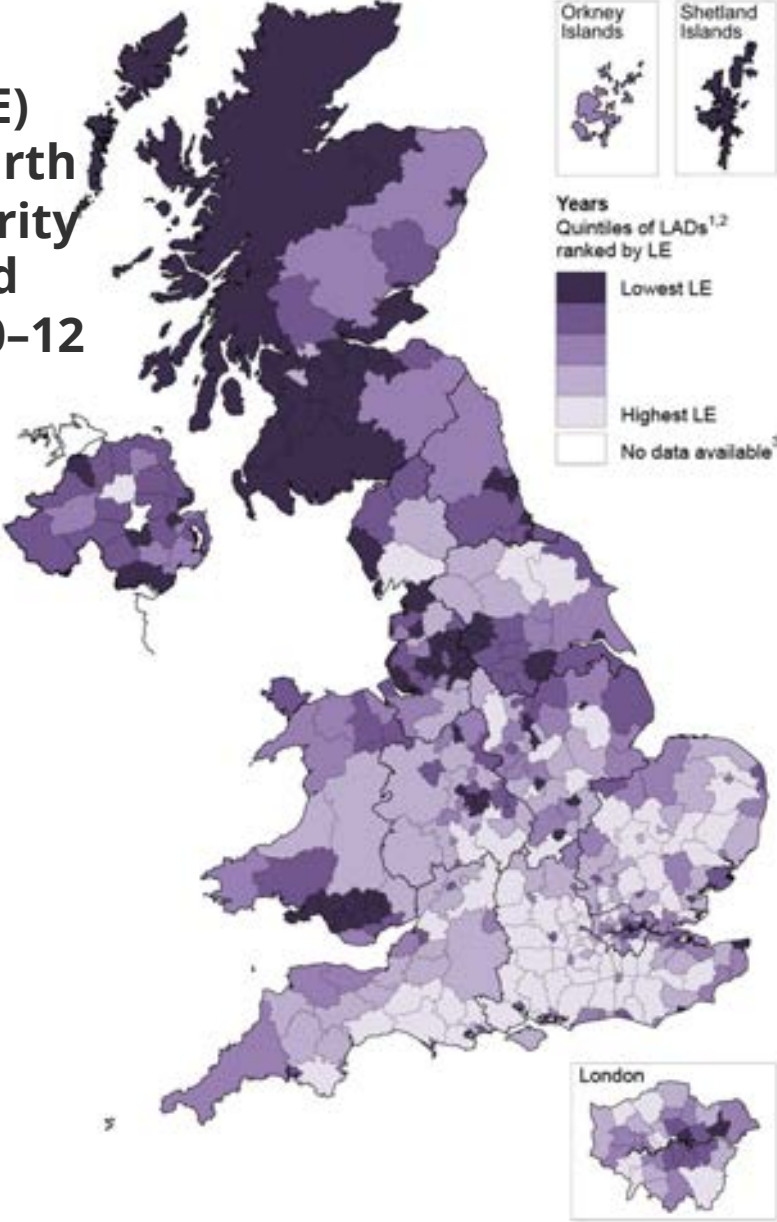 E)
rth
rity
d
0–12
Orkney
Islands
Shetland
Islands
Years
Quintiles of LADs1,2
ranked by LE
Lowest LE
Highest LE
No data available3
London